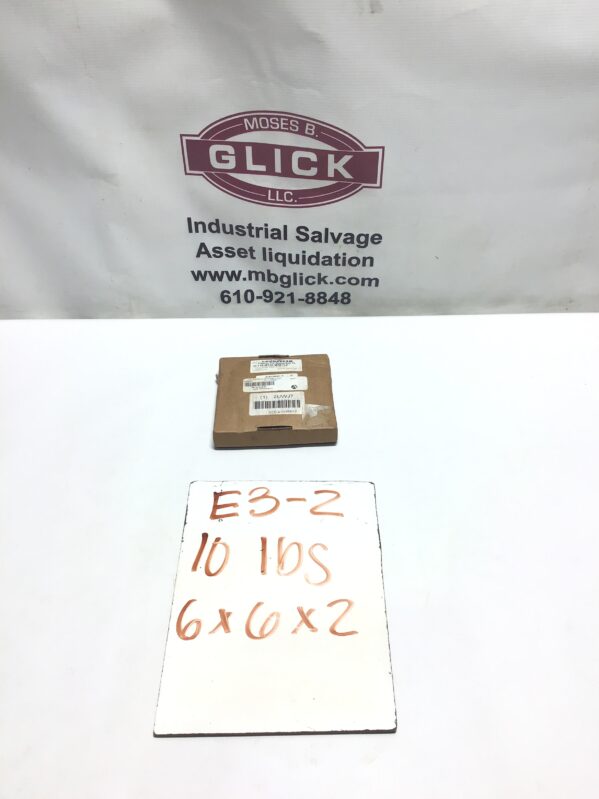 MOSES B.
GLICK
LLC.
Industrial Salvage
Asset liquidation
www.mbglick.com
610-921-8848
E3-2
10 lbs
6x6x2